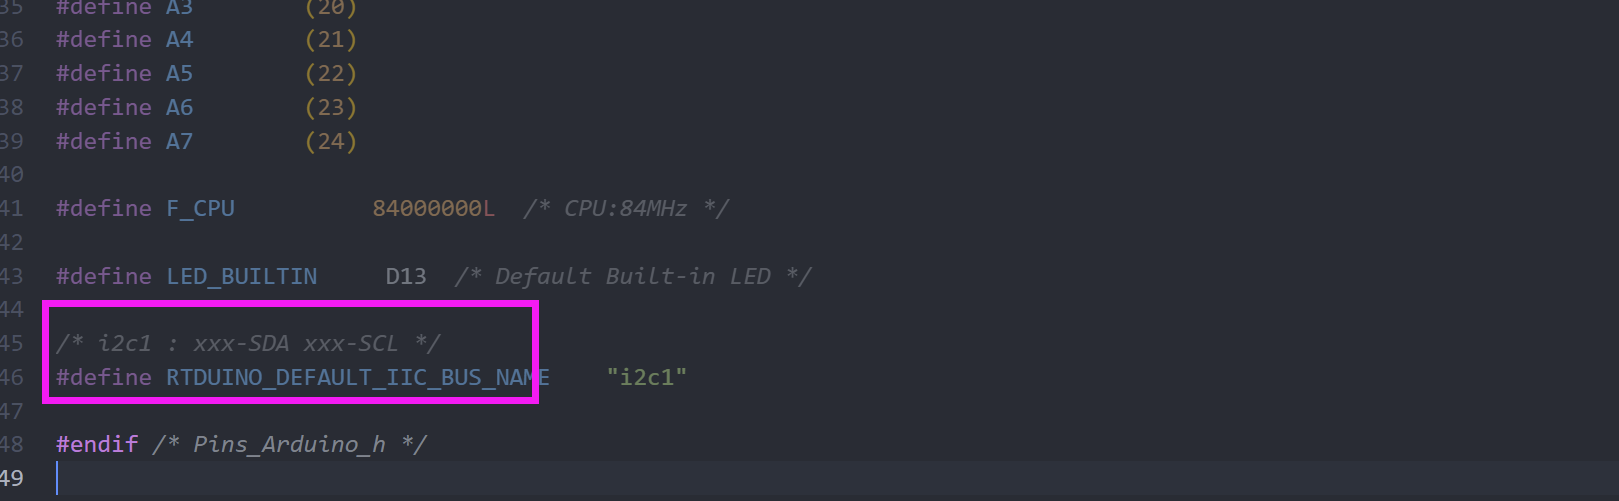 35 #define A3 (20)
36 #define A4 (21)
37 #define A5 (22)
38 #define A6 (23)
39 #define A7 (24)
40
41 #define F_CPU 84000000L /* CPU:84MHz */
42
43 #define LED_BUILTIN D13 /* Default Built-in LED */
44
45 /* i2c1 : xxx-SDA xxx-SCL */
46 #define RTDUINO_DEFAULT_IIC_BUS_NAME "i2c1"
47
48 #endif /* Pins_Arduino_h */
49